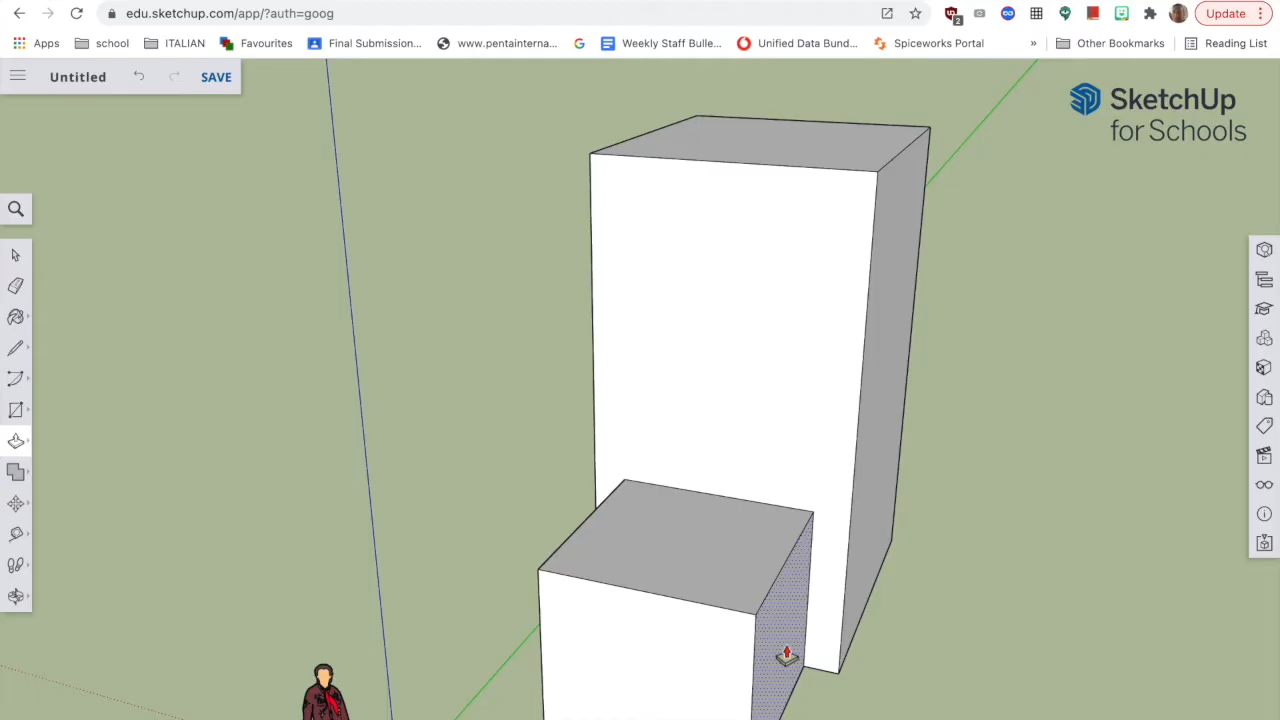 edu.sketchup.com/app/?auth=goog
2
Update
Apps
school
ITALIAN
Favourites
Final Submission...
www.pentainterna...
Weekly Staff Bulle...
Unified Data Bund...
Spiceworks Portal
»
Other Bookmarks
Reading List
Untitled
SAVE
SketchUp
for Schools